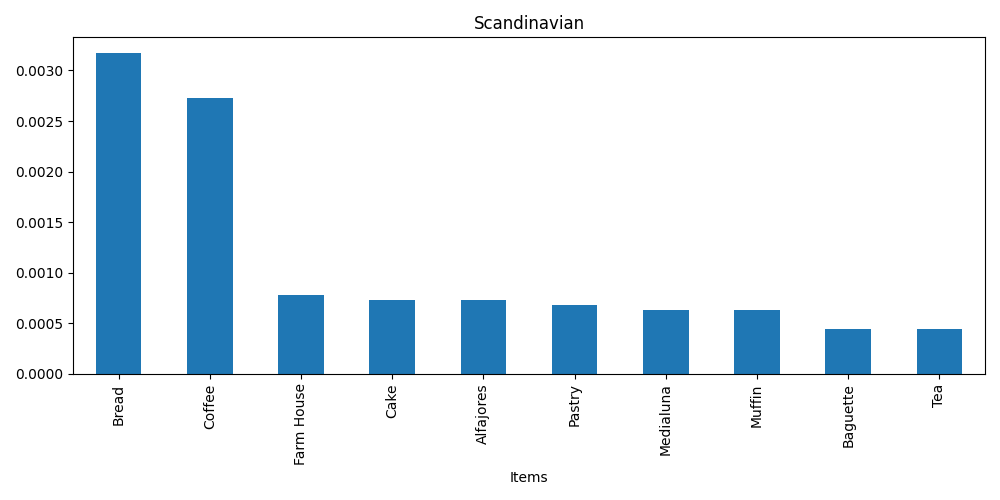 Scandinavian
0.0030
0.0025
0.0020
0.0015
0.0010
0.0005
0.0000
Bread
Coffee
Farm House
Cake
Alfajores
Pastry
Medialuna
Muffin
Baguette
Tea
Items